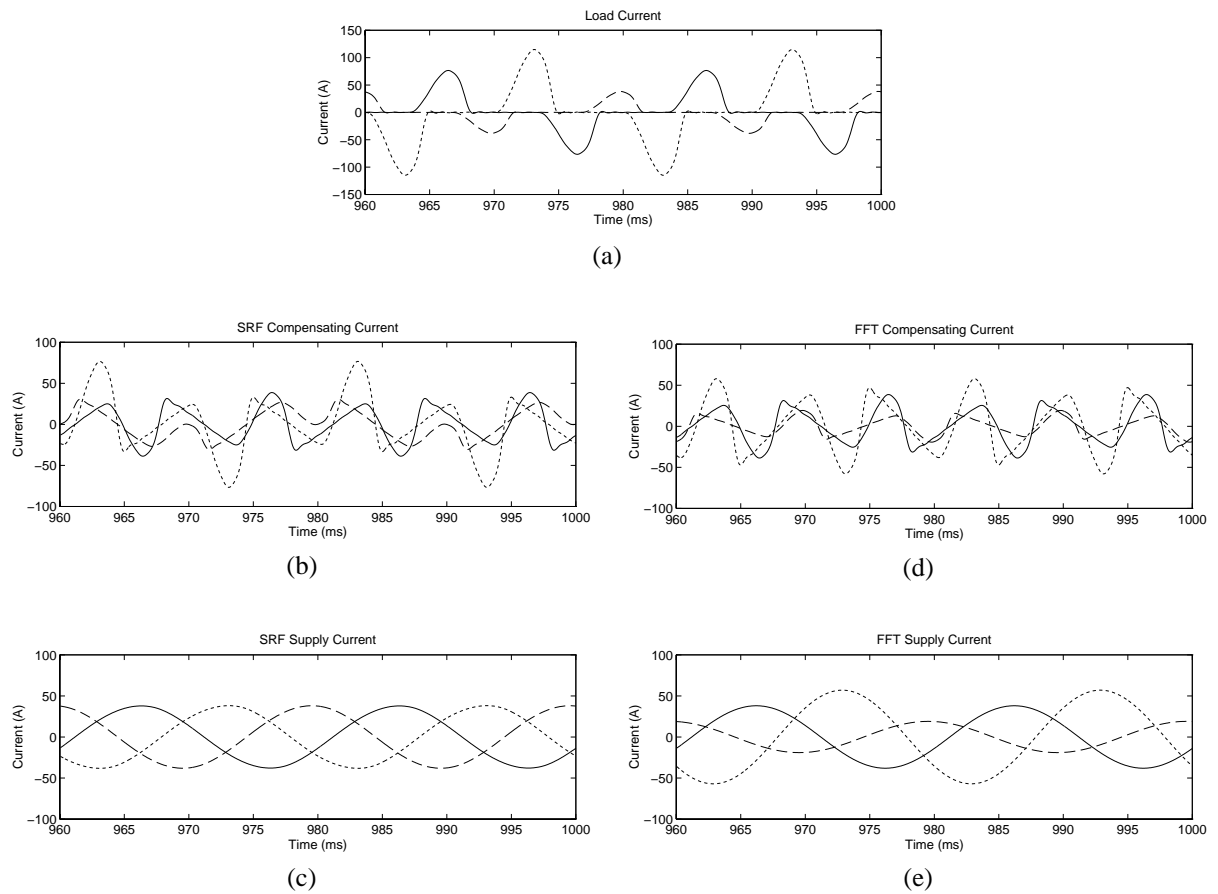 Load Current
150
100
50
0
−50
−100
−150
Current (A)
960 965 970 975 980 985 990 995 1000
Time (ms)
(a)
SRF Compensating Current
100
50
0
−50
−100
Current (A)
960 965 970 975 980 985 990 995 1000
Time (ms)
(b)
FFT Compensating Current
100
50
0
−50
−100
Current (A)
960 965 970 975 980 985 990 995 1000
Time (ms)
(d)
SRF Supply Current
100
50
0
−50
−100
Current (A)
960 965 970 975 980 985 990 995 1000
Time (ms)
(c)
FFT Supply Current
100
50
0
−50
−100
Current (A)
960 965 970 975 980 985 990 995 1000
Time (ms)
(e)